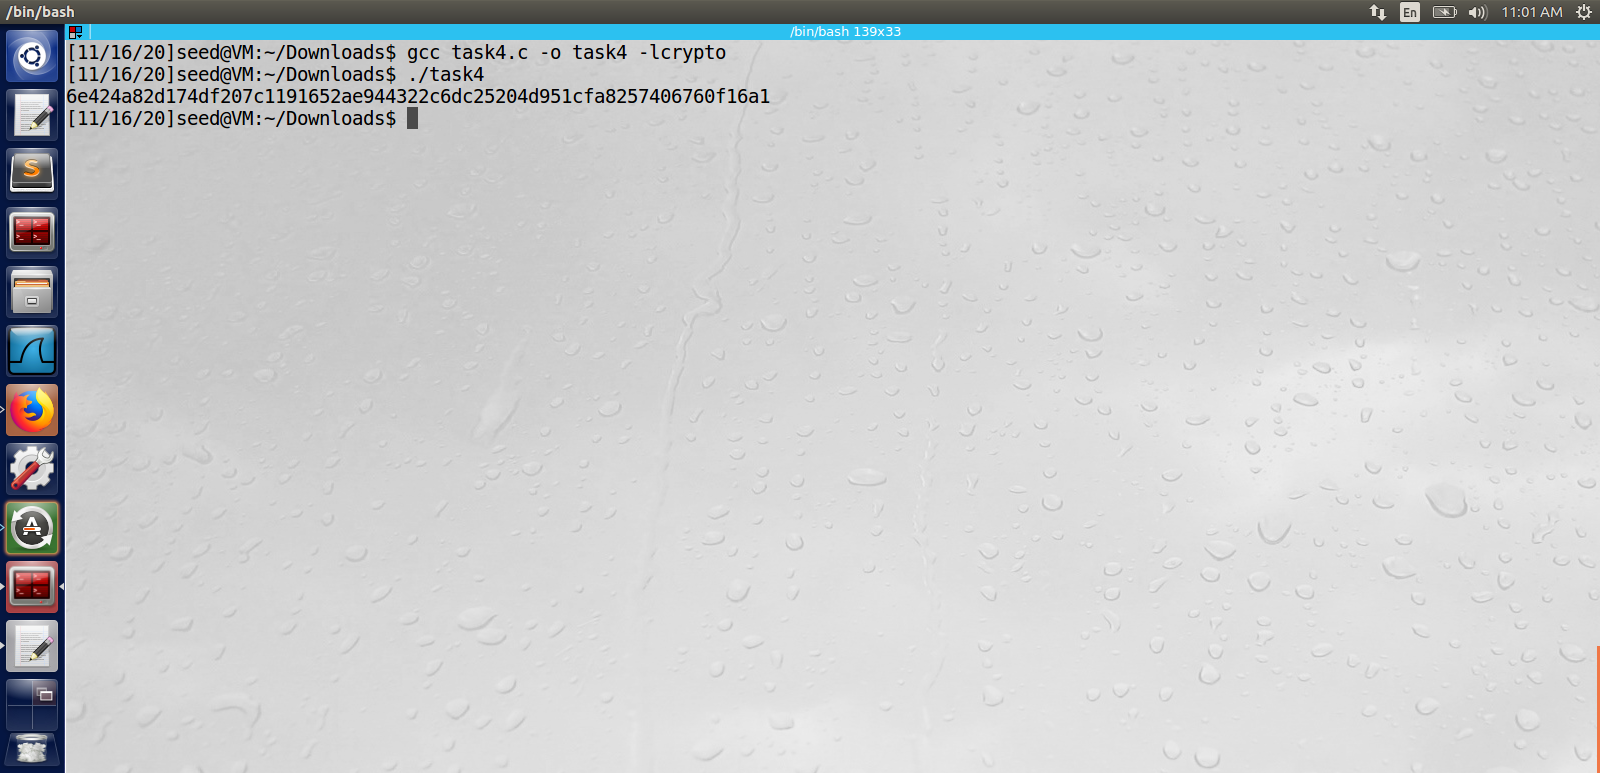 /bin/bash
En
11:01 AM
/bin/bash 139x33
[11/16/20]seed@VM:~/Downloads$ gcc task4.c -o task4 -lcrypto
[11/16/20]seed@VM:~/Downloads$ ./task4
6e424a82d174df207c1191652ae944322c6dc25204d951cfa8257406760f16a1
[11/16/20]seed@VM:~/Downloads$